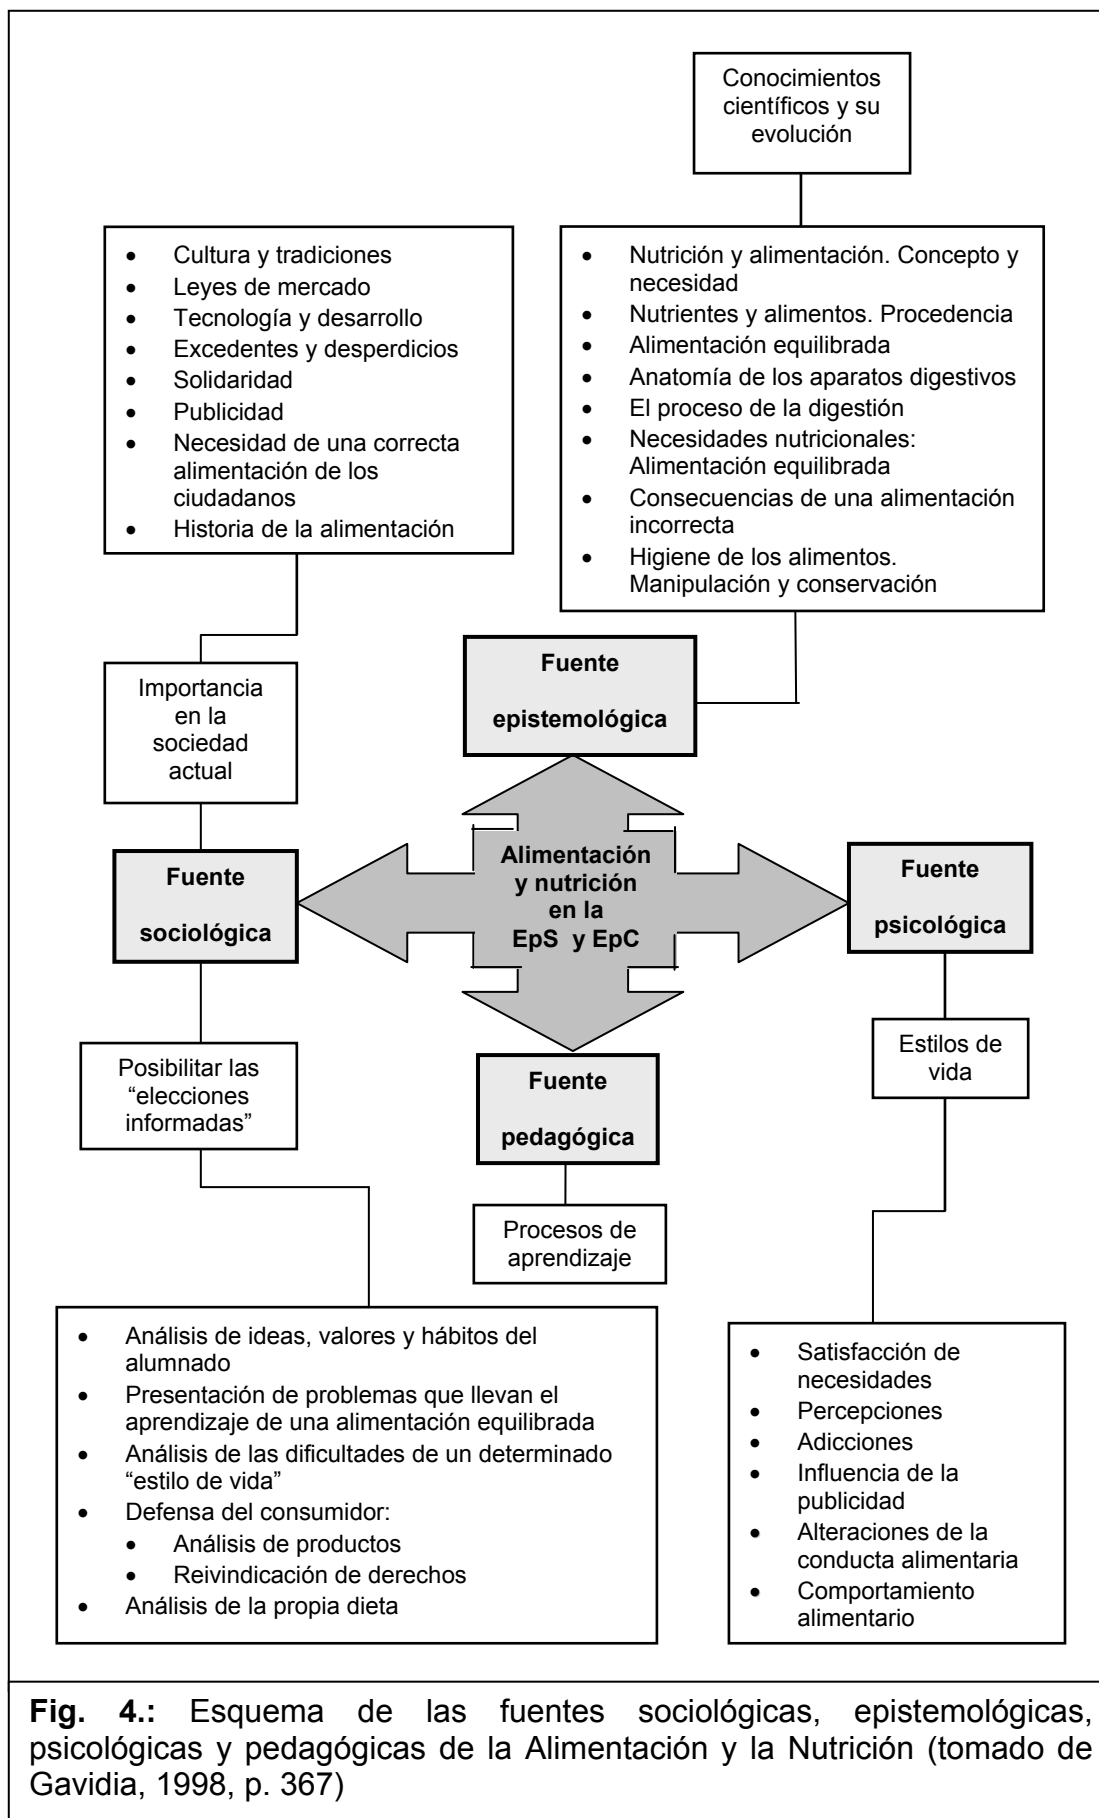 Conocimientos
científicos y su
evolución
• Cultura y tradiciones
• Leyes de mercado
• Tecnología y desarrollo
• Excedentes y desperdicios
• Solidaridad
• Publicidad
• Necesidad de una correcta
alimentación de los
ciudadanos
• Historia de la alimentación
• Nutrición y alimentación. Concepto y
necesidad
• Nutrientes y alimentos. Procedencia
• Alimentación equilibrada
• Anatomía de los aparatos digestivos
• El proceso de la digestión
• Necesidades nutricionales:
Alimentación equilibrada
• Consecuencias de una alimentación
incorrecta
• Higiene de los alimentos.
Manipulación y conservación
Importancia
en la
sociedad
actual
Fuente
epistemológica
Fuente
sociológica
Alimentación
y nutrición
en la
EpS y EpC
Fuente
psicológica
Posibilitar las
“elecciones
informadas”
Fuente
pedagógica
Estilos de
vida
Procesos de
aprendizaje
• Análisis de ideas, valores y hábitos del
alumnado
• Presentación de problemas que llevan el
aprendizaje de una alimentación equilibrada
• Análisis de las dificultades de un determinado
“estilo de vida”
• Defensa del consumidor:
• Análisis de productos
• Reivindicación de derechos
• Análisis de la propia dieta
• Satisfacción de
necesidades
• Percepciones
• Adicciones
• Influencia de la
publicidad
• Alteraciones de la
conducta alimentaria
• Comportamiento
alimentario
Fig. 4.: Esquema de las fuentes sociológicas, epistemológicas,
psicológicas y pedagógicas de la Alimentación y la Nutrición (tomado de
Gavidia, 1998, p. 367)